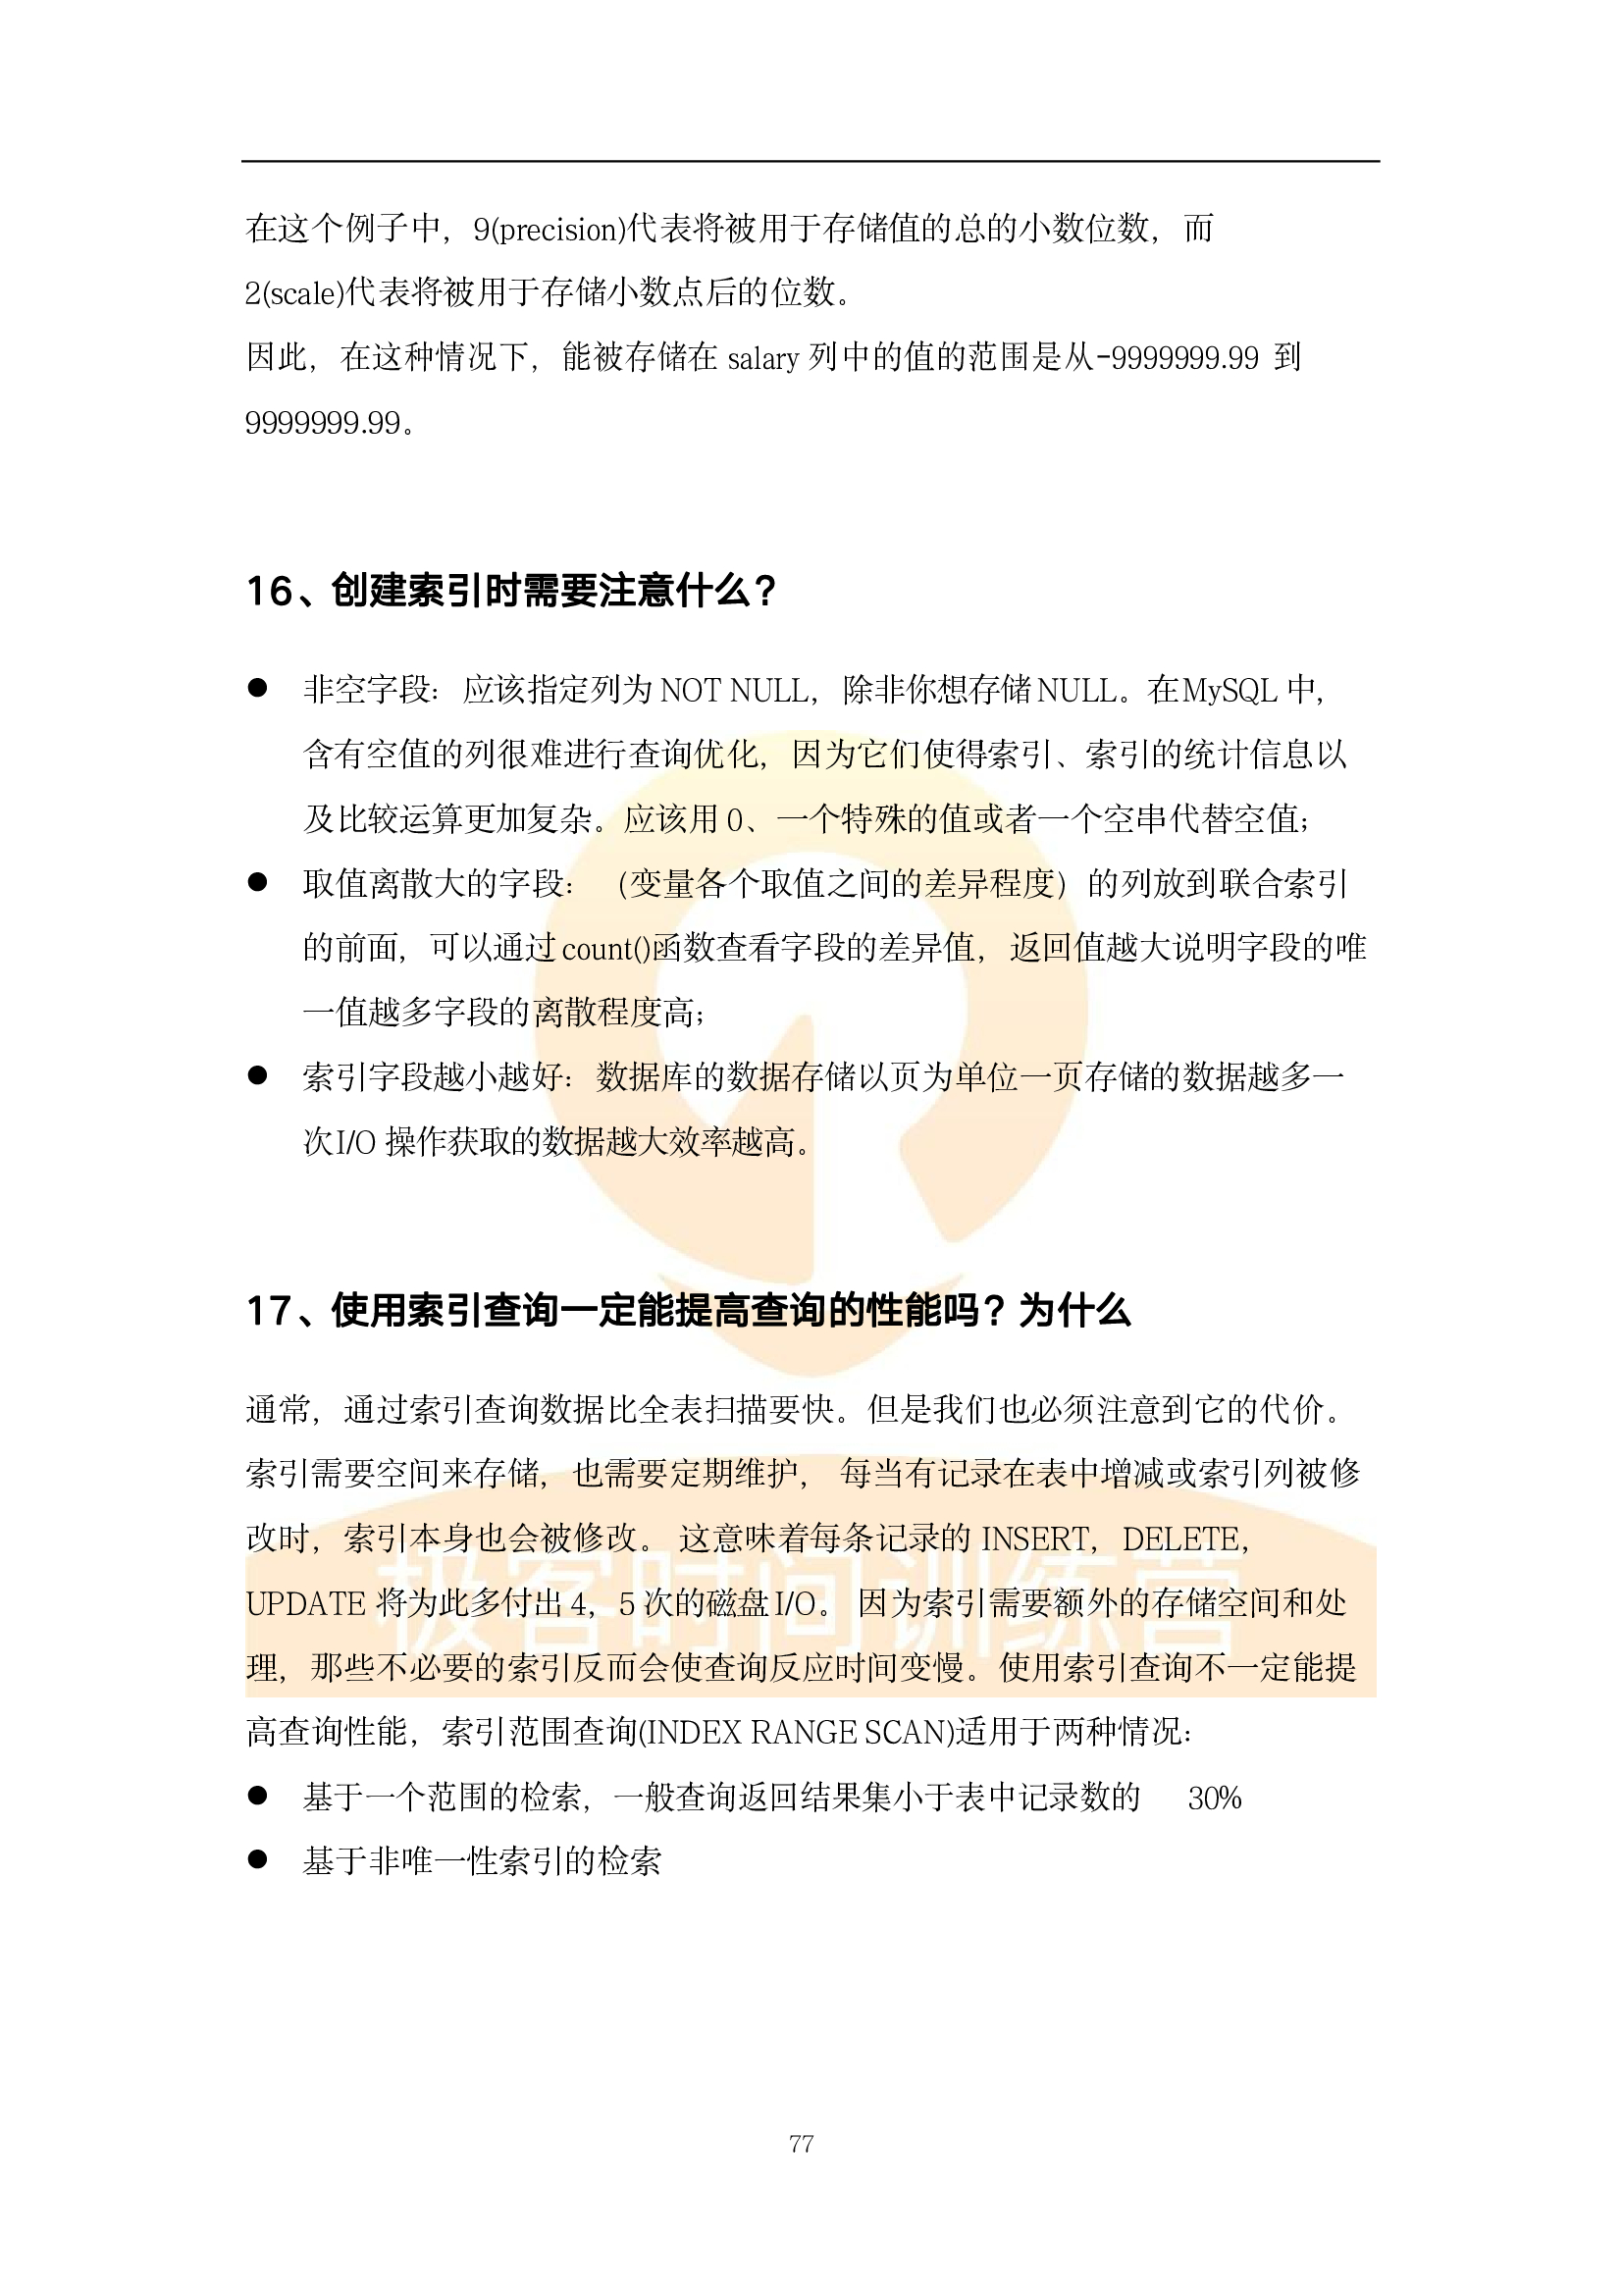 在这个例子中，9(precision)代表将被用于存储值的总的小数位数，而
2(scale)代表将被用于存储小数点后的位数。
因此，在这种情况下，能被存储在 salary 列中的值的范围是从-9999999.99 到
9999999.99。
16、创建索引时需要注意什么？
● 非空字段：应该指定列为 NOT NULL，除非你想存储 NULL。在 MySQL 中，
含有空值的列很难进行查询优化，因为它们使得索引、索引的统计信息以
及比较运算更加复杂。应该用 0、一个特殊的值或者一个空串代替空值；
● 取值离散大的字段：（变量各个取值之间的差异程度）的列放到联合索引
的前面，可以通过 count()函数查看字段的差异值，返回值越大说明字段的唯
一值越多字段的离散程度高；
● 索引字段越小越好：数据库的数据存储以页为单位一页存储的数据越多一
次 I/O 操作获取的数据越大效率越高。
17、使用索引查询一定能提高查询的性能吗？为什么
通常，通过索引查询数据比全表扫描要快。但是我们也必须注意到它的代价。
索引需要空间来存储，也需要定期维护， 每当有记录在表中增减或索引列被修
改时，索引本身也会被修改。 这意味着每条记录的 INSERT，DELETE，
UPDATE 将为此多付出 4，5 次的磁盘 I/O。 因为索引需要额外的存储空间和处
理，那些不必要的索引反而会使查询反应时间变慢。使用索引查询不一定能提
高查询性能，索引范围查询(INDEX RANGE SCAN)适用于两种情况：
● 基于一个范围的检索，一般查询返回结果集小于表中记录数的 30%
● 基于非唯一性索引的检索
极客时间训练营
77